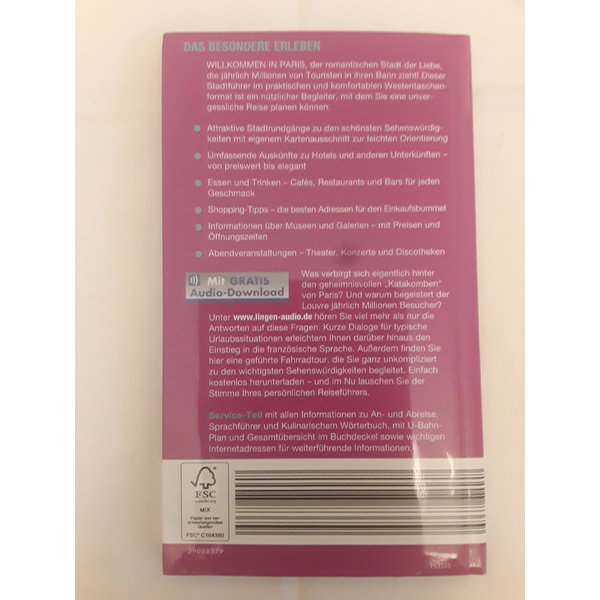 DAS BESONDERE ERLEBEN
WILLKOMMEN IN PARIS, der romantischen Stadt der Liebe,
die jährlich Millionen von Touristen in ihren Bann zieht! Dieser
Stadtführer im praktischen und komfortablen Westentaschen-
format ist ein nützlicher Begleiter, mit dem Sie eine unver-
gessliche Reise planen können:
Attraktive Stadtrundgänge zu den schönsten Sehenswürdig-
keiten mit eigenem Kartenausschnitt zur leichten Orientierung
Umfassende Auskünfte zu Hotels und anderen Unterkünften –
von preiswert bis elegant
Essen und Trinken – Cafés, Restaurants und Bars für jeden
Geschmack
Shopping-Tipps – die besten Adressen für den Einkaufsbummel
Informationen über Museen und Galerien – mit Preisen und
Öffnungszeiten
Abendveranstaltungen – Theater, Konzerte und Discotheken
Mit GRATIS
Audio-Download
Was verbirgt sich eigentlich hinter
den geheimnisvollen „Katakomben"
von Paris? Und warum begeistert der
Louvre jährlich Millionen Besucher?
Unter www.lingen-audio.de hören Sie viel mehr als nur die
Antworten auf diese Fragen. Kurze Dialoge für typische
Urlaubssituationen erleichtern Ihnen darüber hinaus den
Einstieg in die französische Sprache. Außerdem finden Sie
hier eine geführte Fahrradtour, die Sie ganz unkompliziert
zu den wichtigsten Sehenswürdigkeiten begleitet. Einfach
kostenlos herunterladen – und im Nu lauschen Sie der
Stimme Ihres persönlichen Reiseführers.
Service-Teil mit allen Informationen zu An- und Abreise,
Sprachführer und Kulinarischem Wörterbuch, mit U-Bahn-
Plan und Gesamtübersicht im Buchdeckel sowie wichtigen
Internetadressen für weiterführende Informationen.
FSC
www.fsc.org
MIX
Papier aus ver-
antwortungsvollen
Quellen
FSC® C104380
29088379